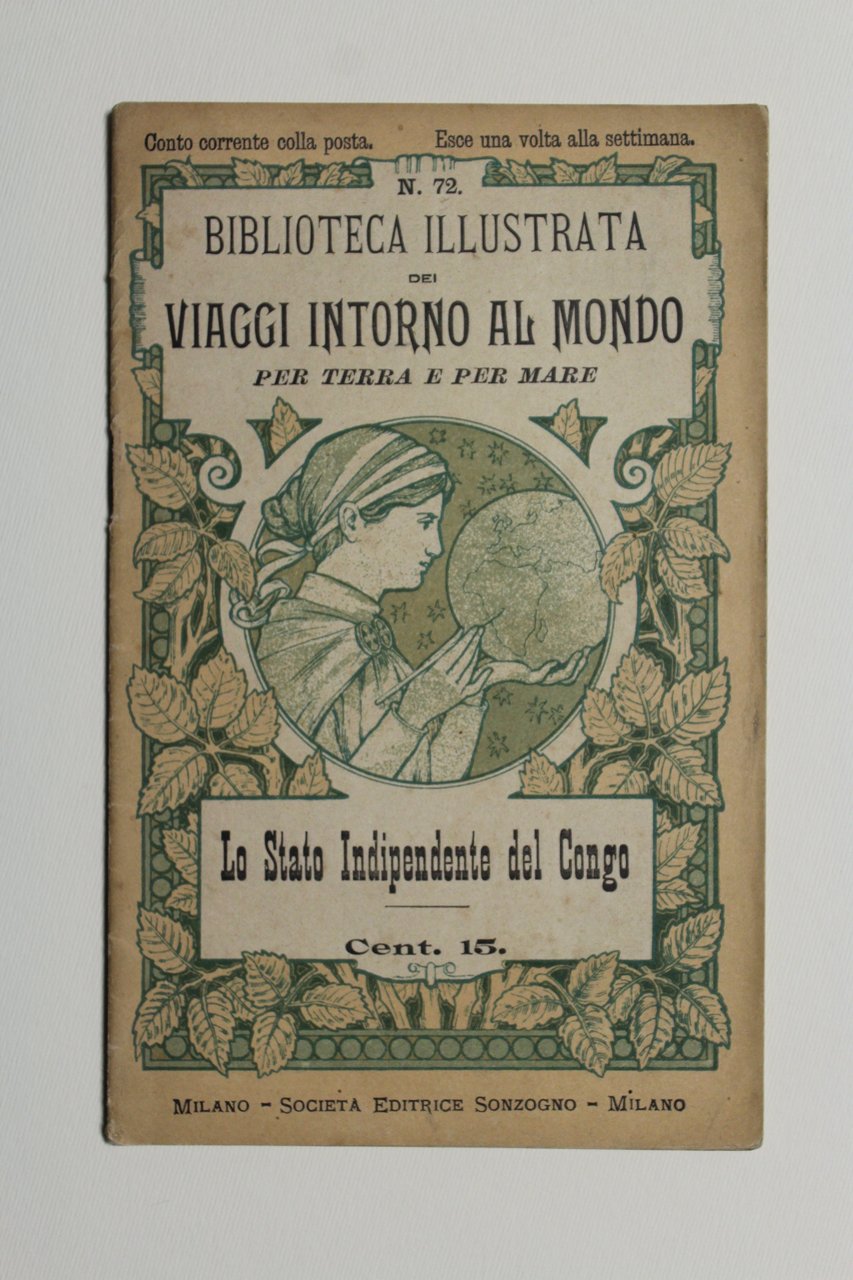 Conto corrente colla posta. Esce una volta alla settimana.
N. 72.
BIBLIOTECA ILLUSTRATA
DEI
VIAGGI INTORNO AL MONDO
PER TERRA E PER MARE
Lo Stato Indipendente del Congo
Cent. 15.
MILANO - SOCIETÀ EDITRICE SONZOGNO - MILANO